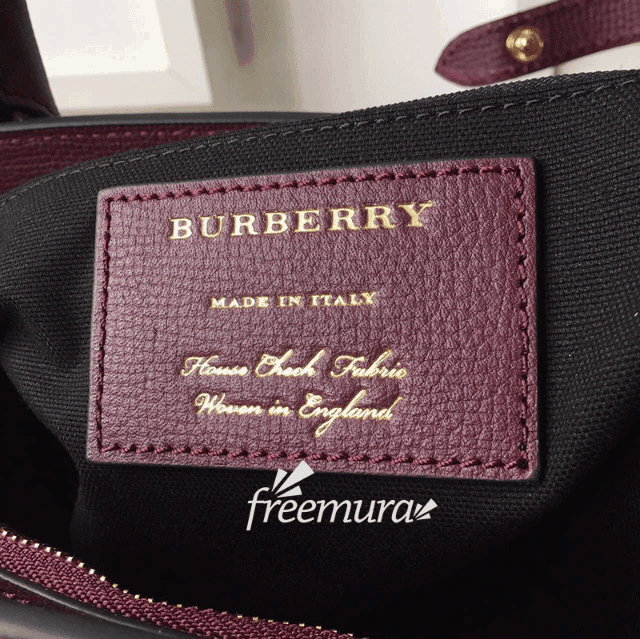 BURBERRY
MADE IN ITALY
House Check Fabric
Woven in England
freemura